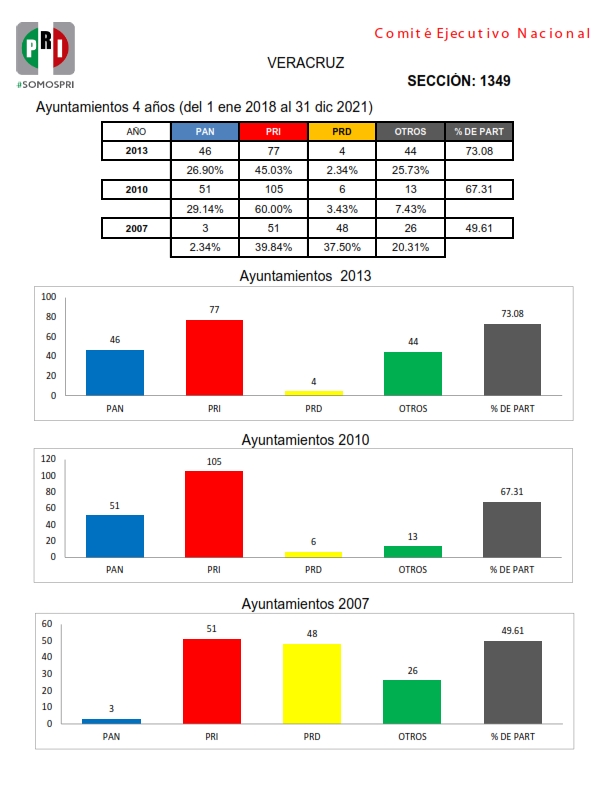 Comité Ejecutivo Nacional
PRI
#SOMOSPRI
VERACRUZ
SECCIÓN: 1349
Ayuntamientos 4 años (del 1 ene 2018 al 31 dic 2021)
AÑO PAN PRI PRD OTROS % DE PART
2013 46 77 4 44 73.08
26.90% 45.03% 2.34% 25.73%
2010 51 105 6 13 67.31
29.14% 60.00% 3.43% 7.43%
2007 3 51 48 26 49.61
2.34% 39.84% 37.50% 20.31%
Ayuntamientos 2013
100
80
60
40
20
0
46 77 4 44 73.08
PAN PRI PRD OTROS % DE PART
Ayuntamientos 2010
120
100
80
60
40
20
0
51 105 6 13 67.31
PAN PRI PRD OTROS % DE PART
Ayuntamientos 2007
60
50
40
30
20
10
0
3 51 48 26 49.61
PAN PRI PRD OTROS % DE PART